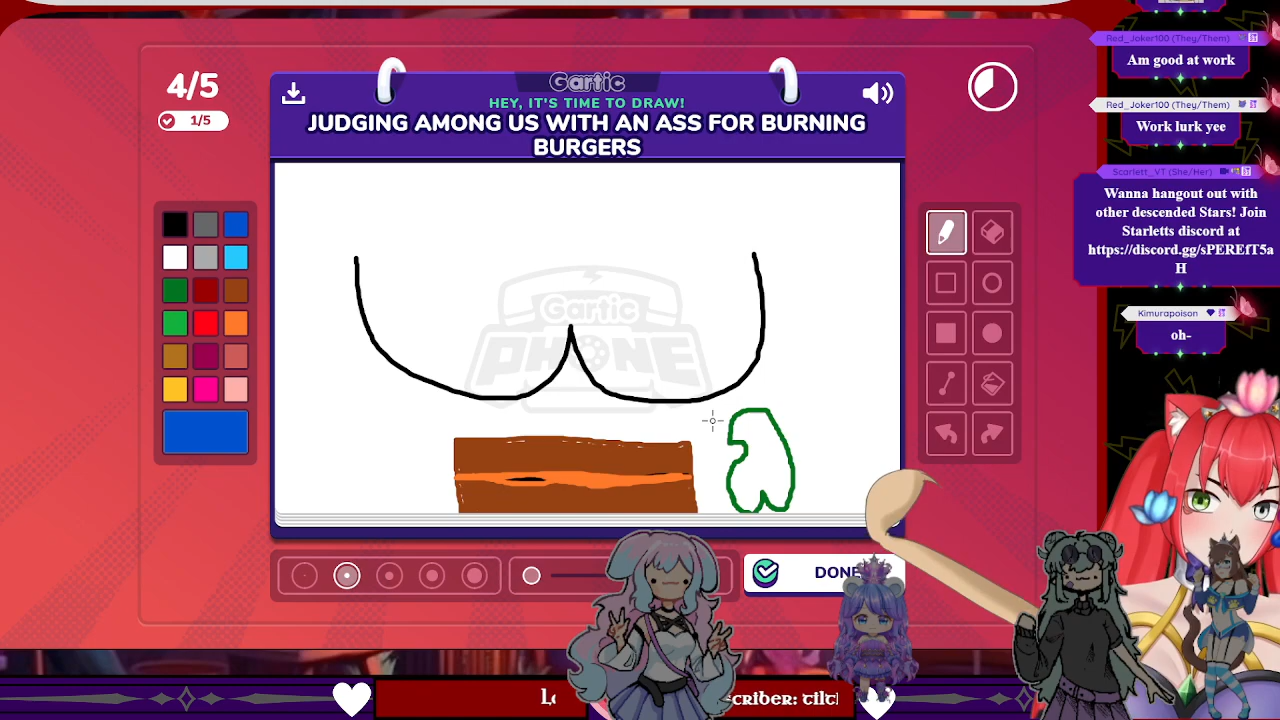 4/5
1/5
Gartic
HEY, IT'S TIME TO DRAW!
JUDGING AMONG US WITH AN ASS FOR BURNING
BURGERS
Gartic
PHONE
DONE
Red_Joker100 (They/Them)
Am good at work
Red_Joker100 (They/Them)
Work lurk yee
Scarlett_VT (She/Her)
Wanna hangout out with
other descended Stars! Join
Starletts discord at
https://discord.gg/sPEREfT5a
H
Kimurapoison
oh-